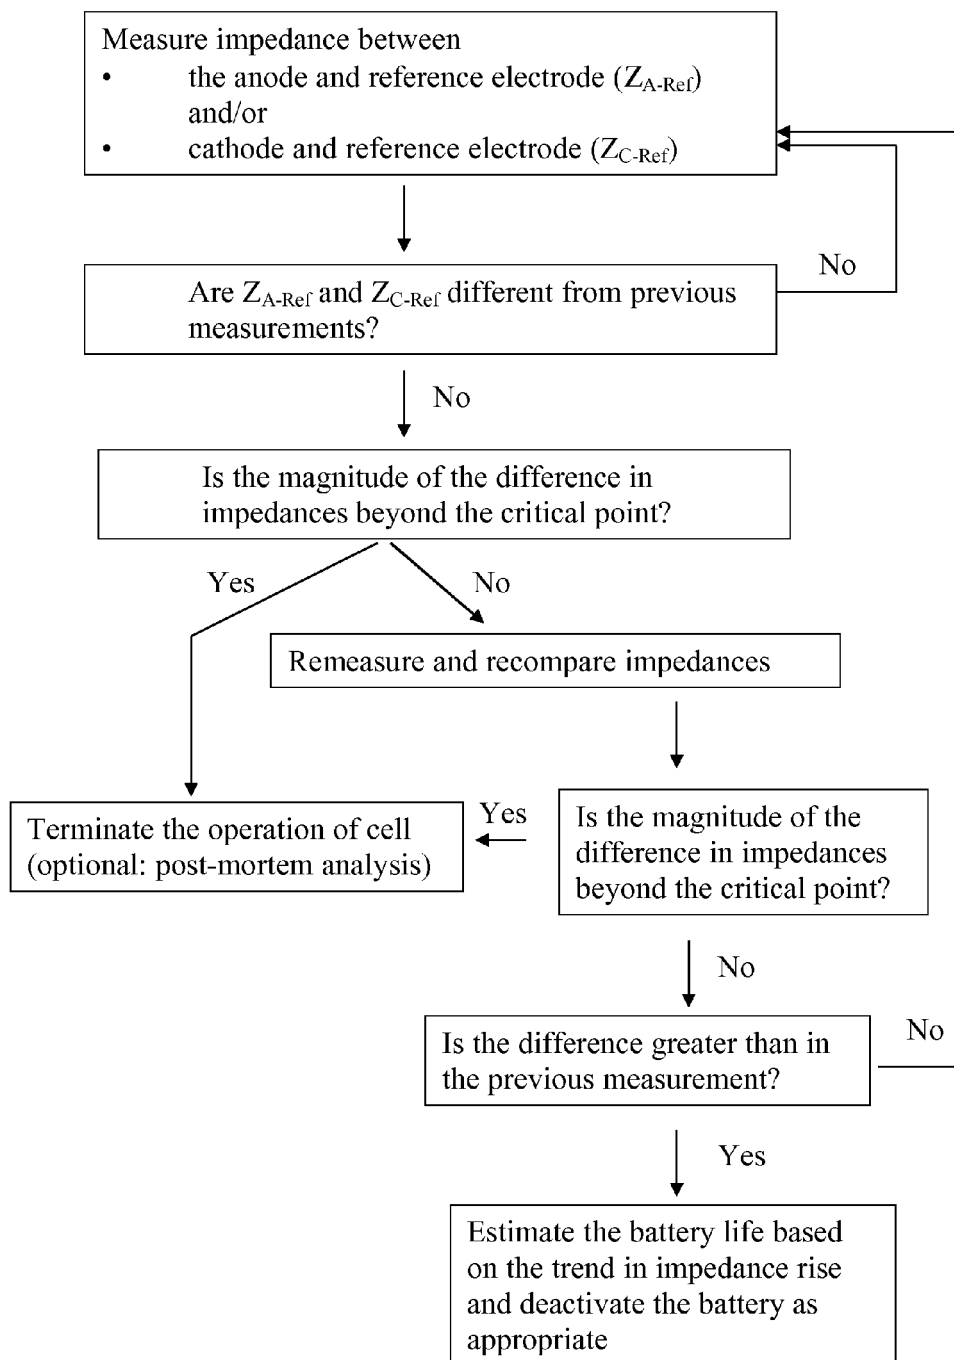 Measure impedance between
• the anode and reference electrode (Z_A-Ref)
and/or
• cathode and reference electrode (Z_C-Ref)
No
Are Z_A-Ref and Z_C-Ref different from previous
measurements?
No
Is the magnitude of the difference in
impedances beyond the critical point?
Yes
No
Remeasure and recompare impedances
Terminate the operation of cell
(optional: post-mortem analysis)
Yes
Is the magnitude of the
difference in impedances
beyond the critical point?
No
Is the difference greater than in
the previous measurement?
No
Yes
Estimate the battery life based
on the trend in impedance rise
and deactivate the battery as
appropriate